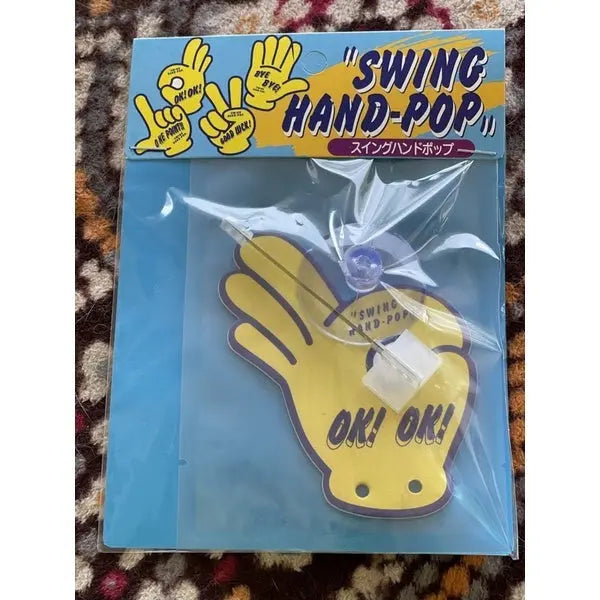 "SWING
HAND-POP"
スイングハンドポップ
OK! OK!
BYE
BYE!
ONE POINT!
GOOD LUCK!
"SWING
HAND-POP"
OK! OK!